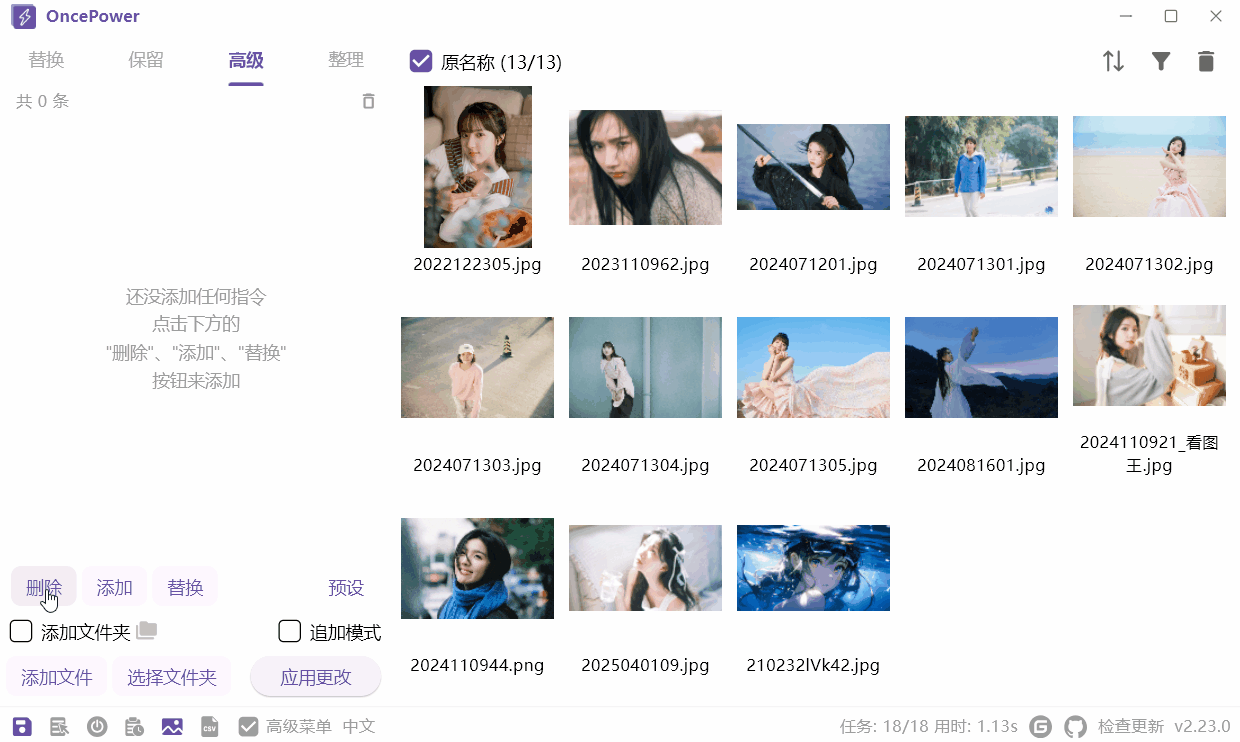 OncePower
替换 保留 高级 整理
共 0 条
还没添加任何指令
点击下方的
"删除"、"添加"、"替换"
按钮来添加
删除 添加 替换 预设
添加文件夹 追加模式
添加文件 选择文件夹 应用更改
原名称 (13/13)
2022122305.jpg 2023110962.jpg 2024071201.jpg 2024071301.jpg 2024071302.jpg
2024071303.jpg 2024071304.jpg 2024071305.jpg 2024081601.jpg 2024110921_看图
王.jpg
2024110944.png 2025040109.jpg 210232lVk42.jpg
CSV 高级菜单 中文 任务: 18/18 用时: 1.13s 检查更新 v2.23.0